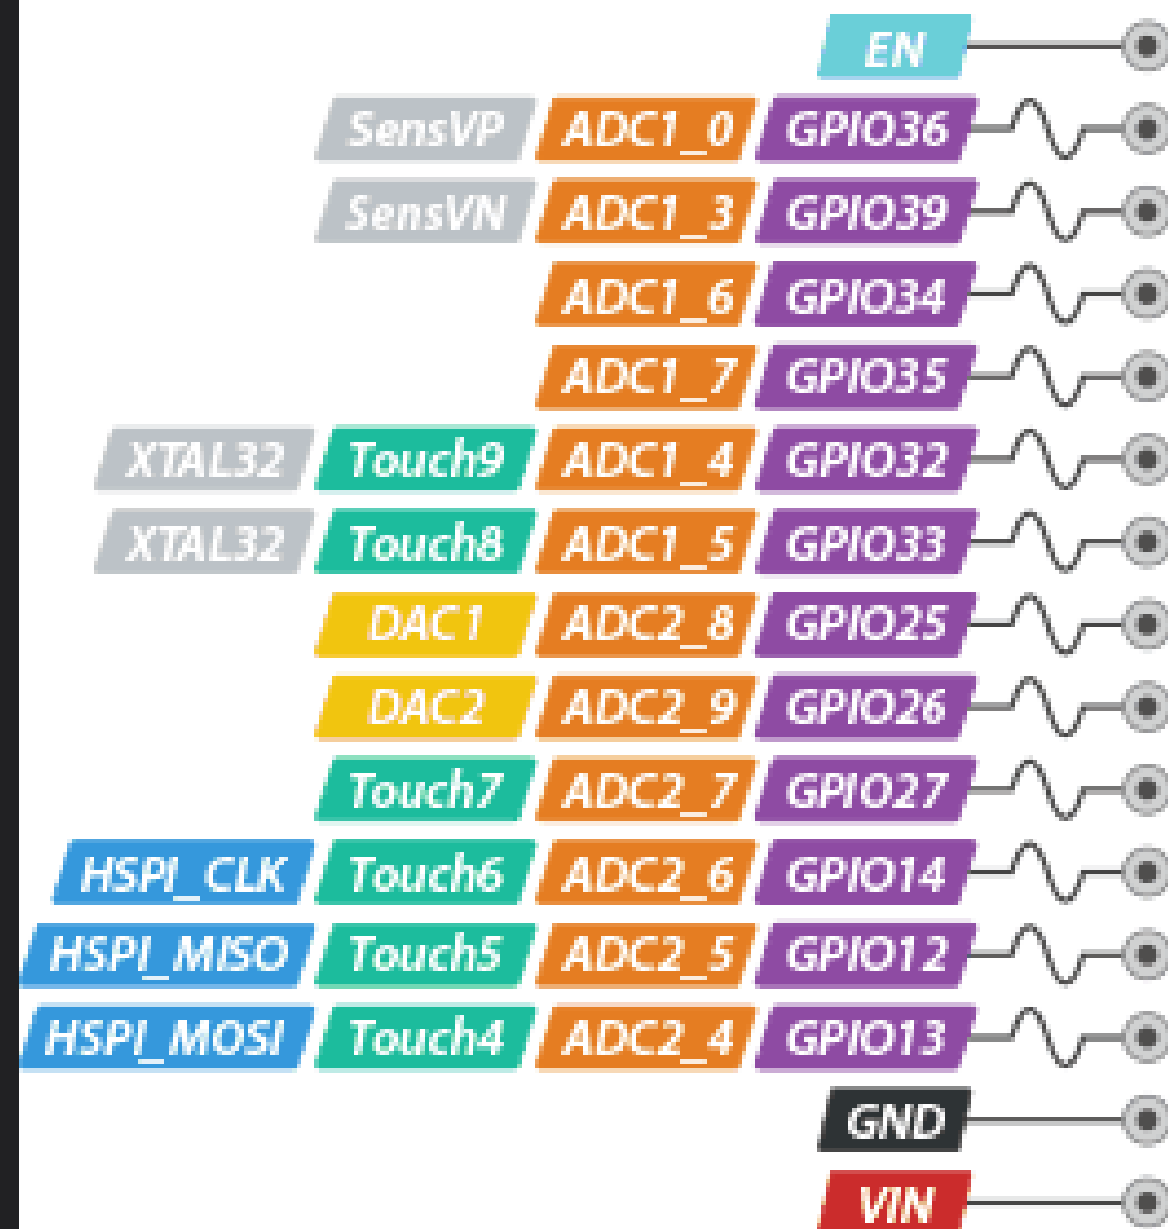 EN
SensVP ADC1_0 GPIO36
SensVN ADC1_3 GPIO39
ADC1_6 GPIO34
ADC1_7 GPIO35
XTAL32 Touch9 ADC1_4 GPIO32
XTAL32 Touch8 ADC1_5 GPIO33
DAC1 ADC2_8 GPIO25
DAC2 ADC2_9 GPIO26
Touch7 ADC2_7 GPIO27
HSPI_CLK Touch6 ADC2_6 GPIO14
HSPI_MISO Touch5 ADC2_5 GPIO12
HSPI_MOSI Touch4 ADC2_4 GPIO13
GND
VIN